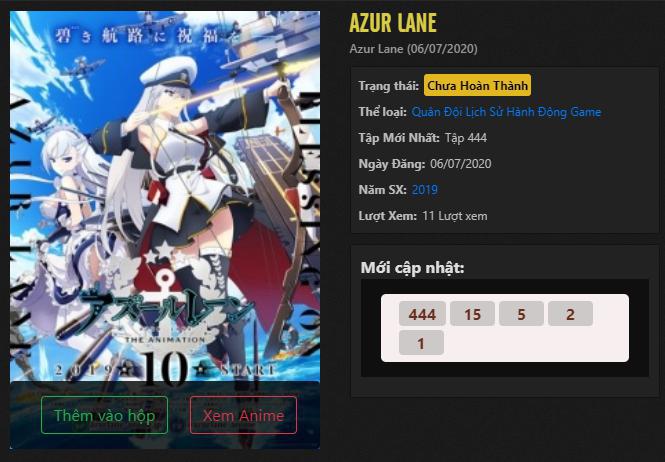 碧き航路に祝福を
アズールレーン
THE ANIMATION
2019 10 START
Thêm vào hộp
Xem Anime
AZUR LANE
Azur Lane (06/07/2020)
Trạng thái: Chưa Hoàn Thành
Thể loại: Quân Đội Lịch Sử Hành Động Game
Tập Mới Nhất: Tập 444
Ngày Đăng: 06/07/2020
Năm SX: 2019
Lượt Xem: 11 Lượt xem
Mới cập nhật:
444 15 5 2
1